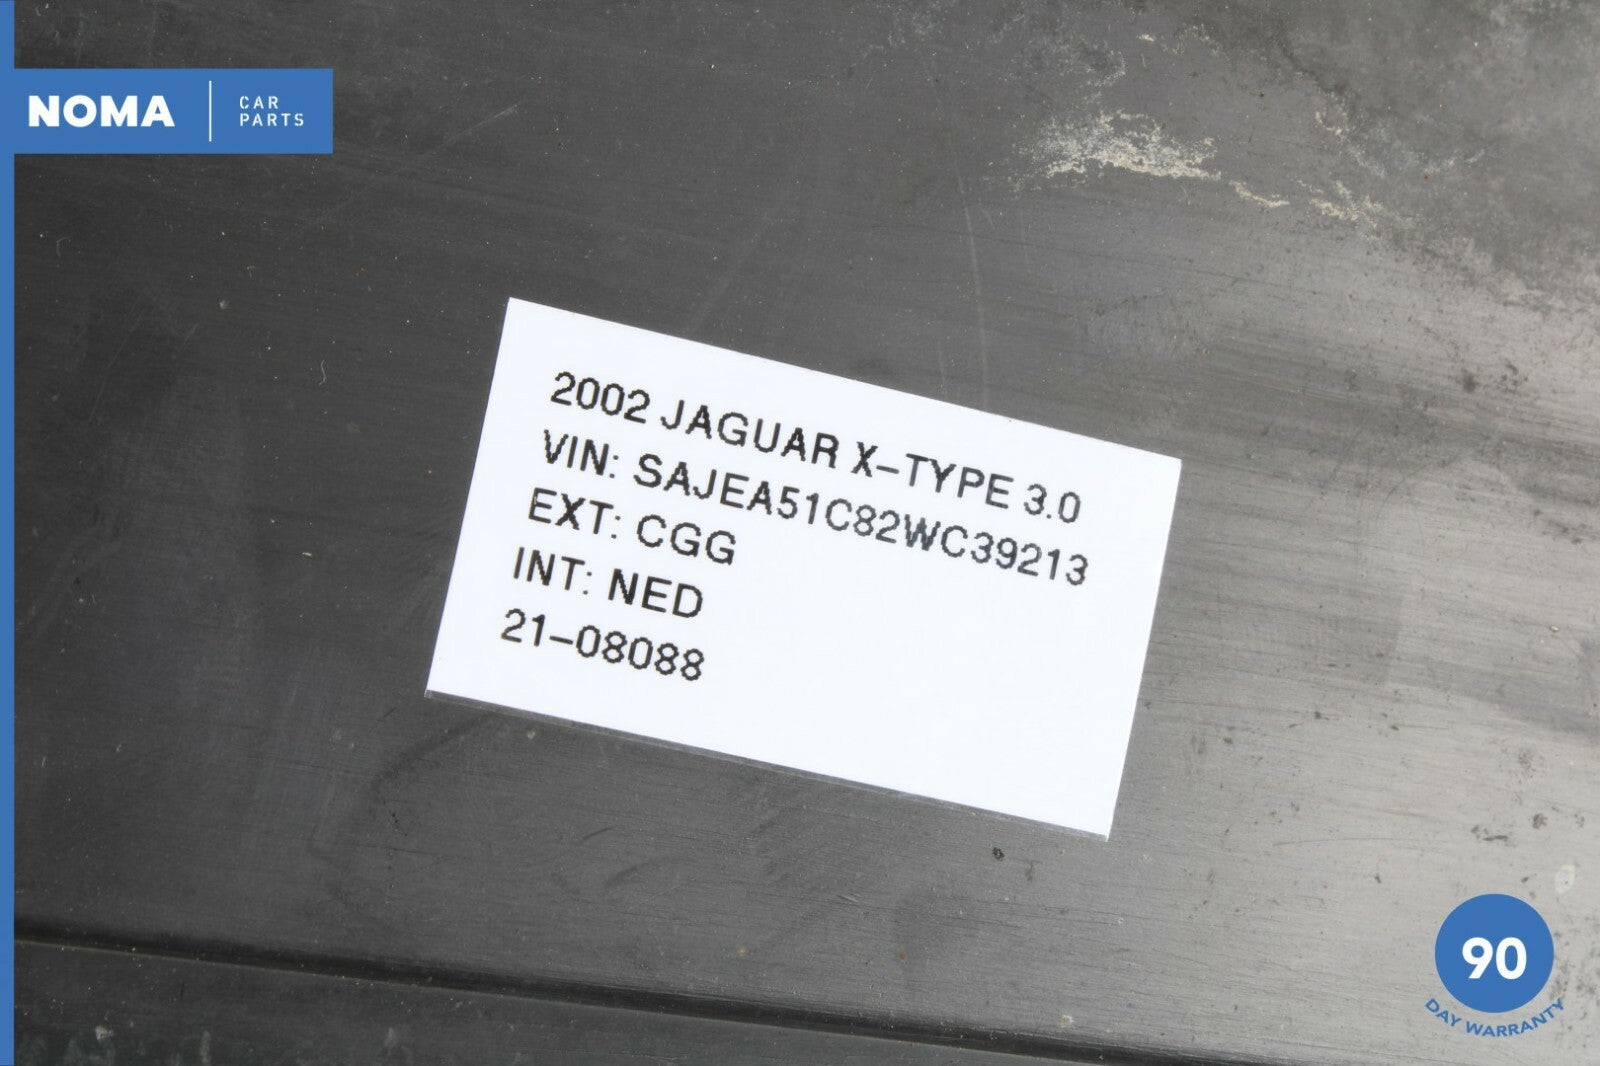 NOMA
CAR
PARTS
2002 JAGUAR X-TYPE 3.0
VIN: SAJEA51C82WC39213
EXT: CGG
INT: NED
21-08088
90
DAY WARRANTY